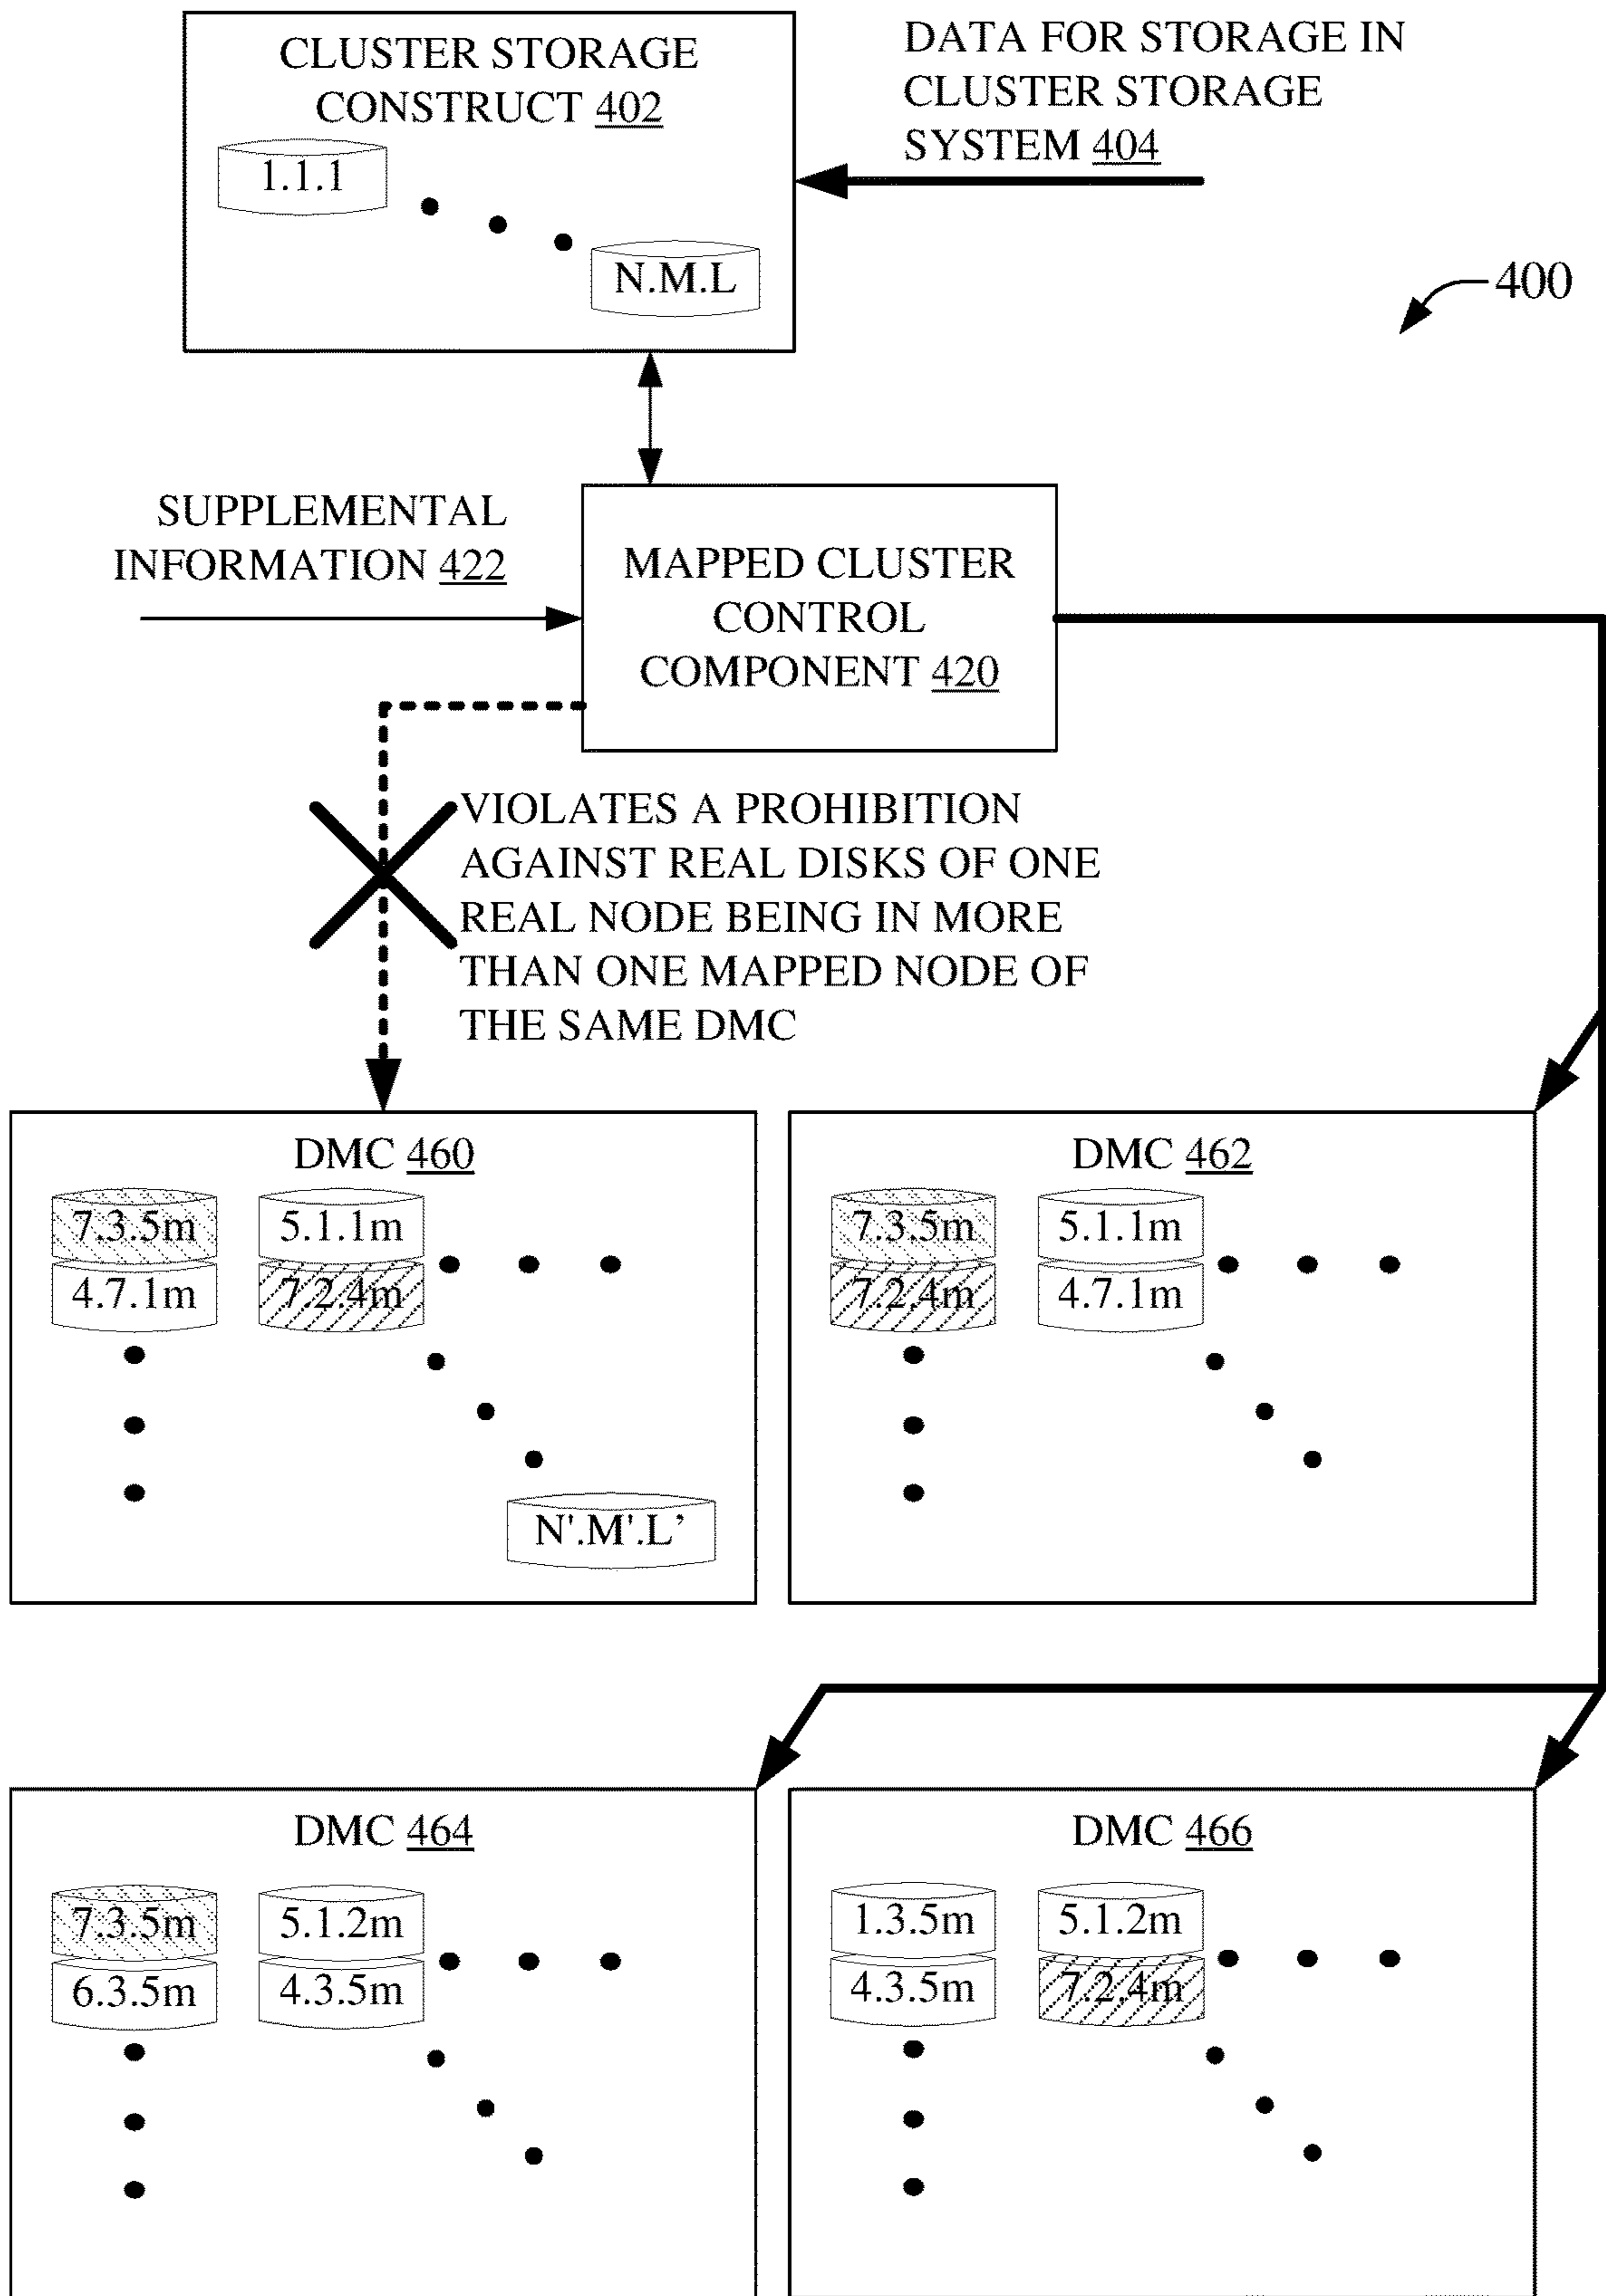 CLUSTER STORAGE
CONSTRUCT 402
1.1.1
N.M.L
DATA FOR STORAGE IN
CLUSTER STORAGE
SYSTEM 404
400
SUPPLEMENTAL
INFORMATION 422
MAPPED CLUSTER
CONTROL
COMPONENT 420
VIOLATES A PROHIBITION
AGAINST REAL DISKS OF ONE
REAL NODE BEING IN MORE
THAN ONE MAPPED NODE OF
THE SAME DMC
DMC 460
7.3.5m 5.1.1m
4.7.1m 7.2.4m
N'.M'.L’
DMC 462
7.3.5m 5.1.1m
7.2.4m 4.7.1m
DMC 464
7.3.5m 5.1.2m
6.3.5m 4.3.5m
DMC 466
1.3.5m 5.1.2m
4.3.5m 7.2.4m